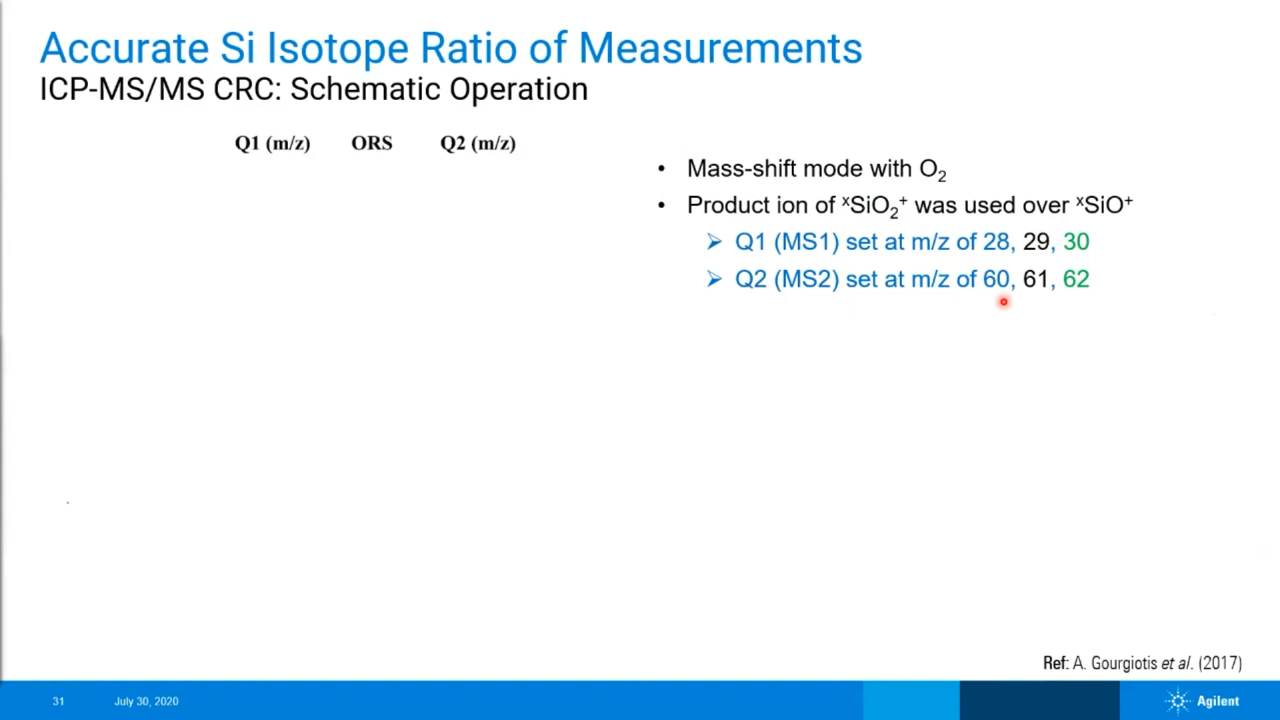 Accurate Si Isotope Ratio of Measurements
ICP-MS/MS CRC: Schematic Operation
Q1 (m/z) ORS Q2 (m/z)
• Mass-shift mode with O₂
• Product ion of ˣSiO₂⁺ was used over ˣSiO⁺
➢ Q1 (MS1) set at m/z of 28, 29, 30
➢ Q2 (MS2) set at m/z of 60, 61, 62
Ref: A. Gourgiotis et al. (2017)
31 July 30, 2020 Agilent